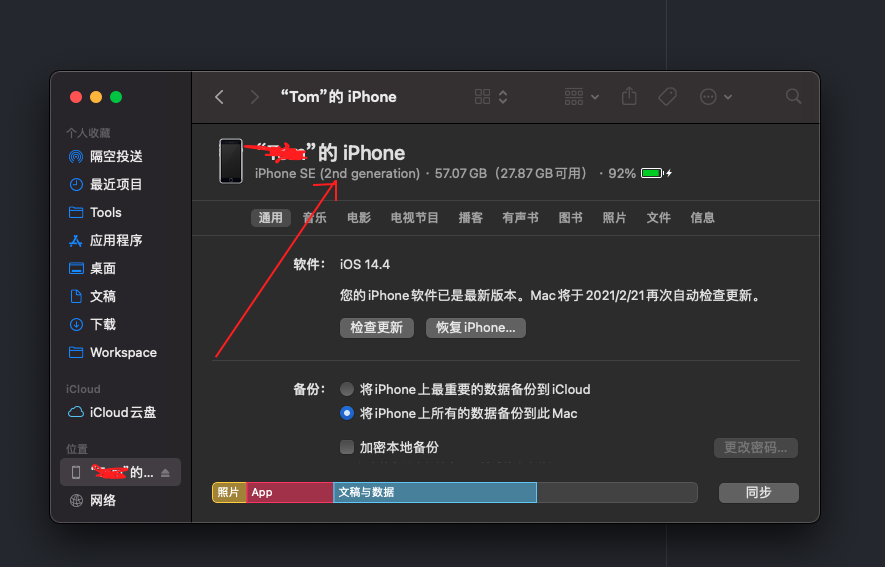 “Tom”的 iPhone
个人收藏
隔空投送
最近项目
Tools
应用程序
桌面
文稿
下载
Workspace
iCloud
iCloud云盘
位置
的...
网络
的 iPhone
iPhone SE (2nd generation) · 57.07 GB（27.87 GB可用） · 92%
通用 音乐 电影 电视节目 播客 有声书 图书 照片 文件 信息
软件： iOS 14.4
您的 iPhone 软件已是最新版本。Mac 将于 2021/2/21 再次自动检查更新。
检查更新 恢复 iPhone...
备份： 将 iPhone 上最重要的数据备份到 iCloud
将 iPhone 上所有的数据备份到此 Mac
加密本地备份 更改密码...
照片 App 文稿与数据 同步